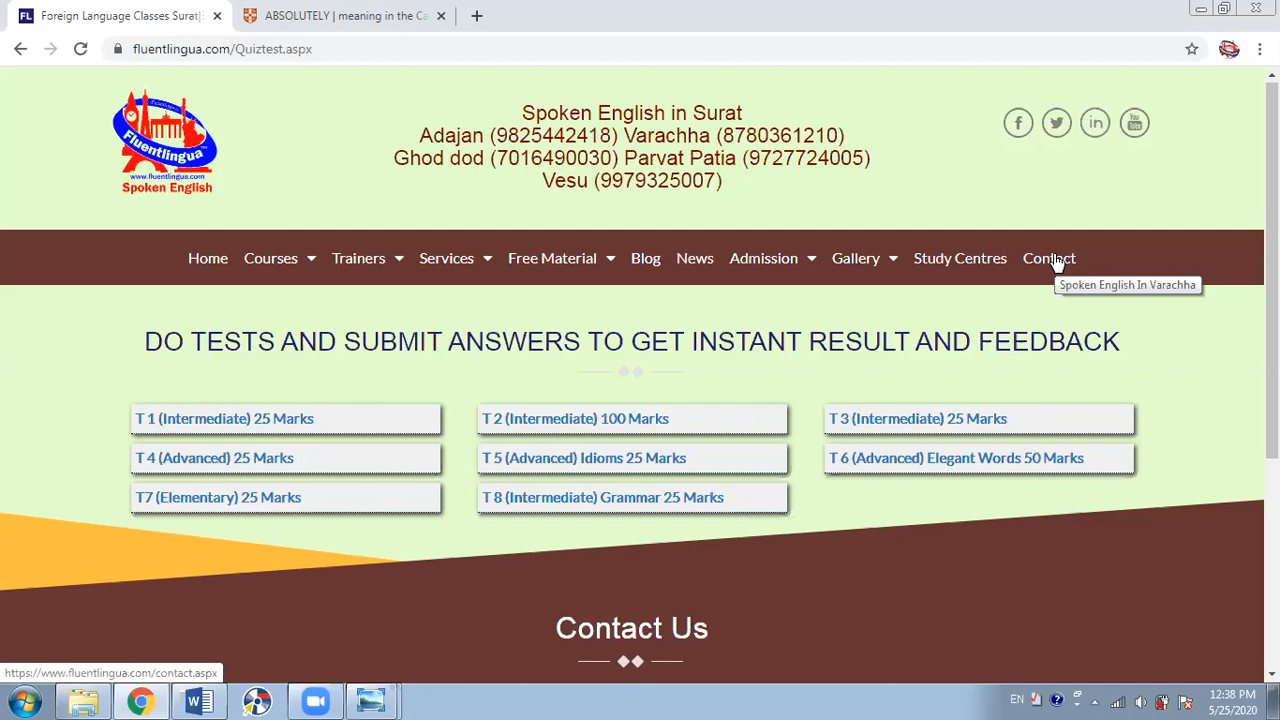 FL Foreign Language Classes Surat|
ABSOLUTELY | meaning in the Ca
fluentlingua.com/Quiztest.aspx
Fluentlingua
www.fluentlingua.com
Spoken English
Spoken English in Surat
Adajan (9825442418) Varachha (8780361210)
Ghod dod (7016490030) Parvat Patia (9727724005)
Vesu (9979325007)
f in You Tube
Home Courses Trainers Services Free Material Blog News Admission Gallery Study Centres Contact
Spoken English In Varachha
DO TESTS AND SUBMIT ANSWERS TO GET INSTANT RESULT AND FEEDBACK
T 1 (Intermediate) 25 Marks T 2 (Intermediate) 100 Marks T 3 (Intermediate) 25 Marks
T 4 (Advanced) 25 Marks T 5 (Advanced) Idioms 25 Marks T 6 (Advanced) Elegant Words 50 Marks
T7 (Elementary) 25 Marks T 8 (Intermediate) Grammar 25 Marks
Contact Us
https://www.fluentlingua.com/contact.aspx
EN 12:38 PM
5/25/2020